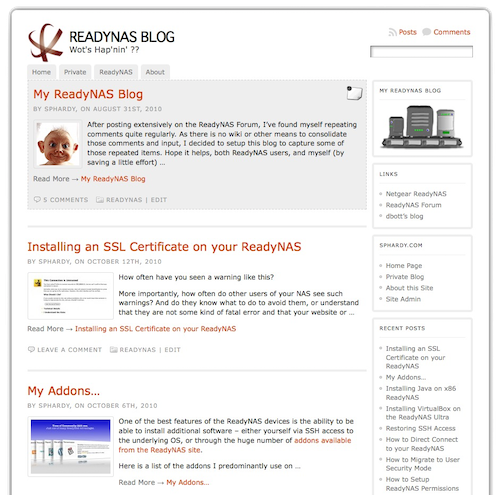 READYNAS BLOG
Wot's Hap'nin' ??
Posts
Comments
Home
Private
ReadyNAS
About
My ReadyNAS Blog
BY SPHARDY, ON AUGUST 31ST, 2010
After posting extensively on the ReadyNAS Forum, I've found myself repeating
comments quite regularly. As there is no wiki or other means to consolidate
those comments and input, I decided to setup this blog to capture some of
those repeated items. Hope it helps, both ReadyNAS users, and myself (by
saving a little effort) …
Read More → My ReadyNAS Blog
5 COMMENTS
READYNAS | EDIT
Installing an SSL Certificate on your ReadyNAS
BY SPHARDY, ON OCTOBER 12TH, 2010
How often have you seen a warning like this?
More importantly, how often do other users of your NAS see such
warnings? And do they know what to do to avoid them, or understand
that they are not some kind of fatal error and that your website or …
Read More → Installing an SSL Certificate on your ReadyNAS
LEAVE A COMMENT
READYNAS | EDIT
My Addons…
BY SPHARDY, ON OCTOBER 6TH, 2010
One of the best features of the ReadyNAS devices is the ability to be
able to install additional software – either yourself via SSH access to
the underlying OS, or through the huge number of addons available
from the ReadyNAS site.
Here is a list of the addons I predominantly use on …
Read More → My Addons…
MY READYNAS BLOG
LINKS
Netgear ReadyNAS
ReadyNAS Forum
dbott's blog
SPHARDY.COM
Home Page
Private Blog
About this Site
Site Admin
RECENT POSTS
Installing an SSL
Certificate on your
ReadyNAS
My Addons…
Installing Java on x86
ReadyNAS
Installing VirtualBox on
the ReadyNAS Ultra
Restoring SSH Access
How to Direct Connect
to your ReadyNAS
How to Migrate to User
Security Mode
How to Setup
ReadyNAS Permissions